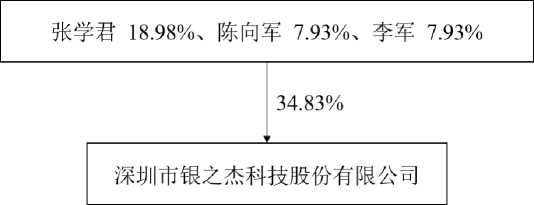 张学君 18.98%、陈向军 7.93%、李军 7.93%
34.83%
深圳市银之杰科技股份有限公司